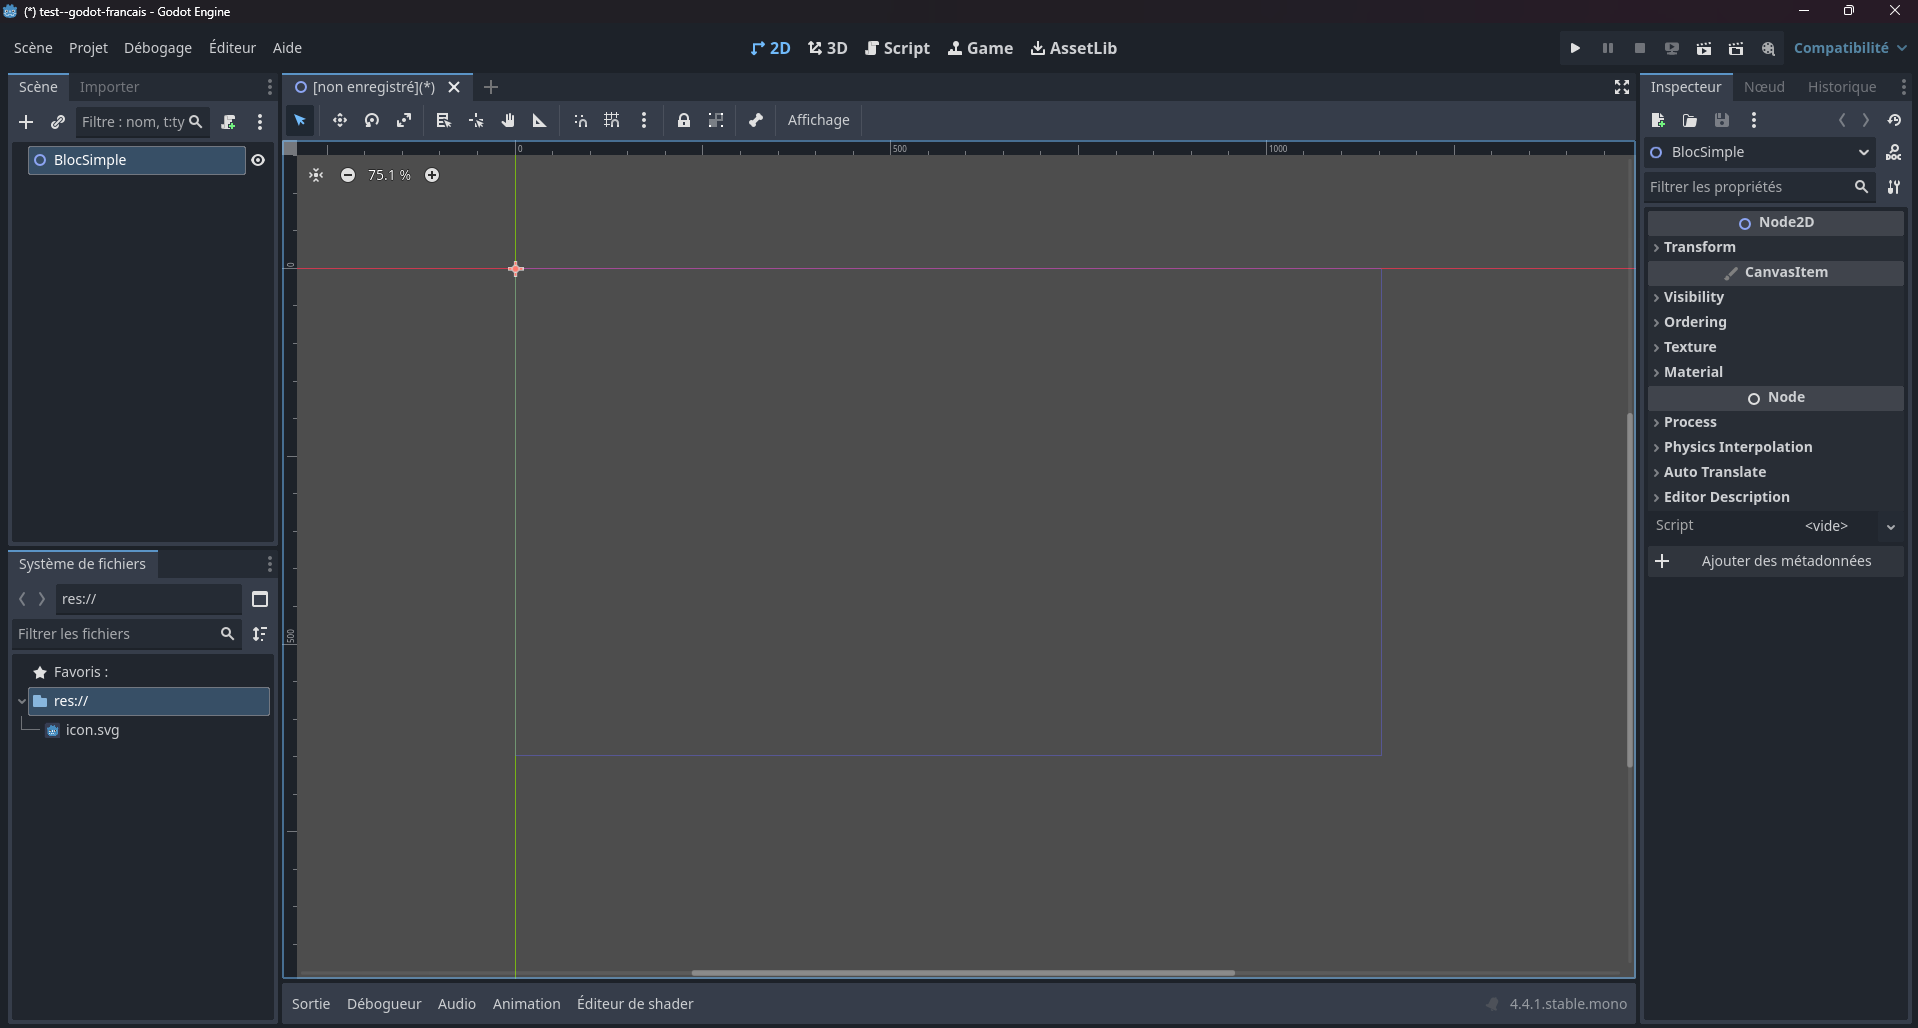 (*) test--godot-francais - Godot Engine
Scène Projet Débogage Éditeur Aide
2D 3D Script Game AssetLib
Compatibilité
Scène Importer
Filtre : nom, t:ty
BlocSimple
[non enregistré](*)
Affichage
0 500 1000
75.1 %
0
500
Système de fichiers
res://
Filtrer les fichiers
Favoris :
res://
icon.svg
Sortie Débogueur Audio Animation Éditeur de shader
4.4.1.stable.mono
Inspecteur Nœud Historique
BlocSimple
DOC
Filtrer les propriétés
Node2D
Transform
CanvasItem
Visibility
Ordering
Texture
Material
Node
Process
Physics Interpolation
Auto Translate
Editor Description
Script <vide>
Ajouter des métadonnées